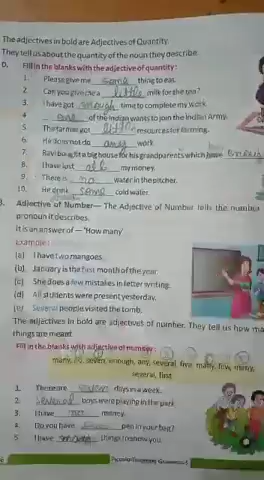 The adjectives in bold are Adjectives of Quantity.
They tell us about the quantity of the noun they describe.
D. Fill in the blanks with the adjective of quantity:
1. Please give me some thing to eat.
2. Can you give me a little milk for the tea?
3. I have got enough time to complete my work.
4. of the Indian wants to join the Indian Army.
5. The farmer got little resources for farming.
6. He does not do any work.
7. Ravi bought a big house for his grandparents which have
8. I have lost all my money.
9. There is no water in the pitcher.
10. He drank some cold water.
Adjective of Number— The Adjective of Number tells the number
pronoun it describes.
It is an answer of — 'How many'
Example:
(a) I have two mangoes.
(b) January is the first month of the year.
(c) She does a few mistakes in letter writing.
(d) All students were present yesterday.
(e) Several people visited the tomb.
The adjectives in bold are adjectives of number. They tell us how ma
things are meant.
Fill in the blanks with adjective of number:
many, all, seven, enough, any, several, five, many, few, many,
several, first
1. There are seven days in a week.
2. Several boys were playing in the park.
3. I have money.
4. Do you have pen in your bag?
5. I have things to show you.